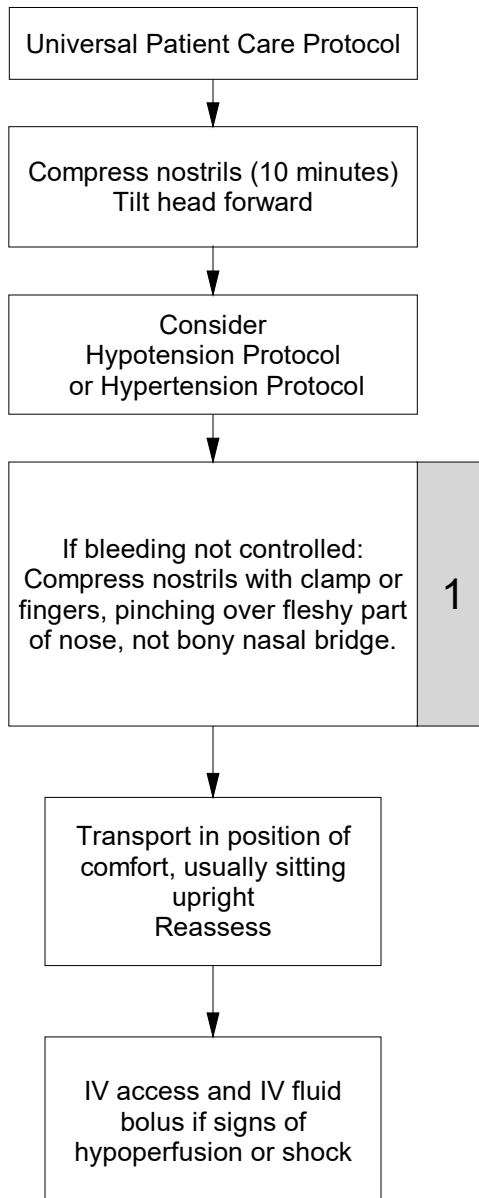 Universal Patient Care Protocol
Compress nostrils (10 minutes)
Tilt head forward
Consider
Hypotension Protocol
or Hypertension Protocol
If bleeding not controlled:
Compress nostrils with clamp or
fingers, pinching over fleshy part
of nose, not bony nasal bridge.
1
Transport in position of
comfort, usually sitting
upright
Reassess
IV access and IV fluid
bolus if signs of
hypoperfusion or shock